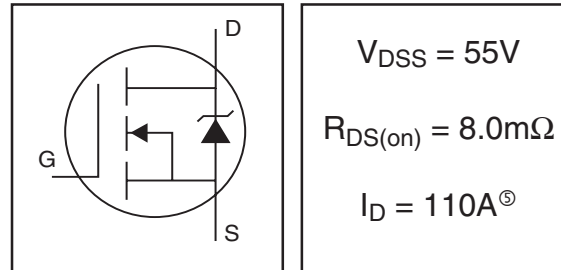 D
G
S
V_DSS = 55V
R_DS(on) = 8.0mΩ
I_D = 110A⑤